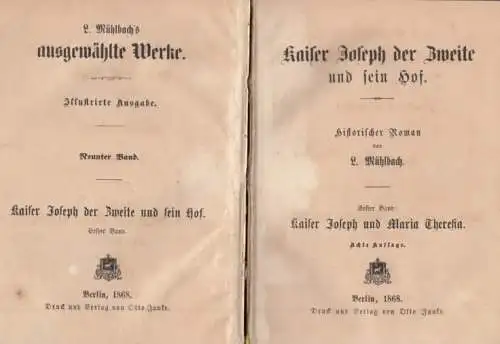 L. Mühlbach's
ausgewählte Werke.
Illustrirte Ausgabe.
Neunter Band.
Kaiser Joseph der Zweite und sein Hof.
Erster Band.
Berlin, 1868.
Druck und Verlag von Otto Janke.
Kaiser Joseph der Zweite
und sein Hof.
Historischer Roman
von
L. Mühlbach.
Erster Band:
Kaiser Joseph und Maria Theresia.
Achte Auflage.
Berlin, 1868.
Druck und Verlag von Otto Janke.